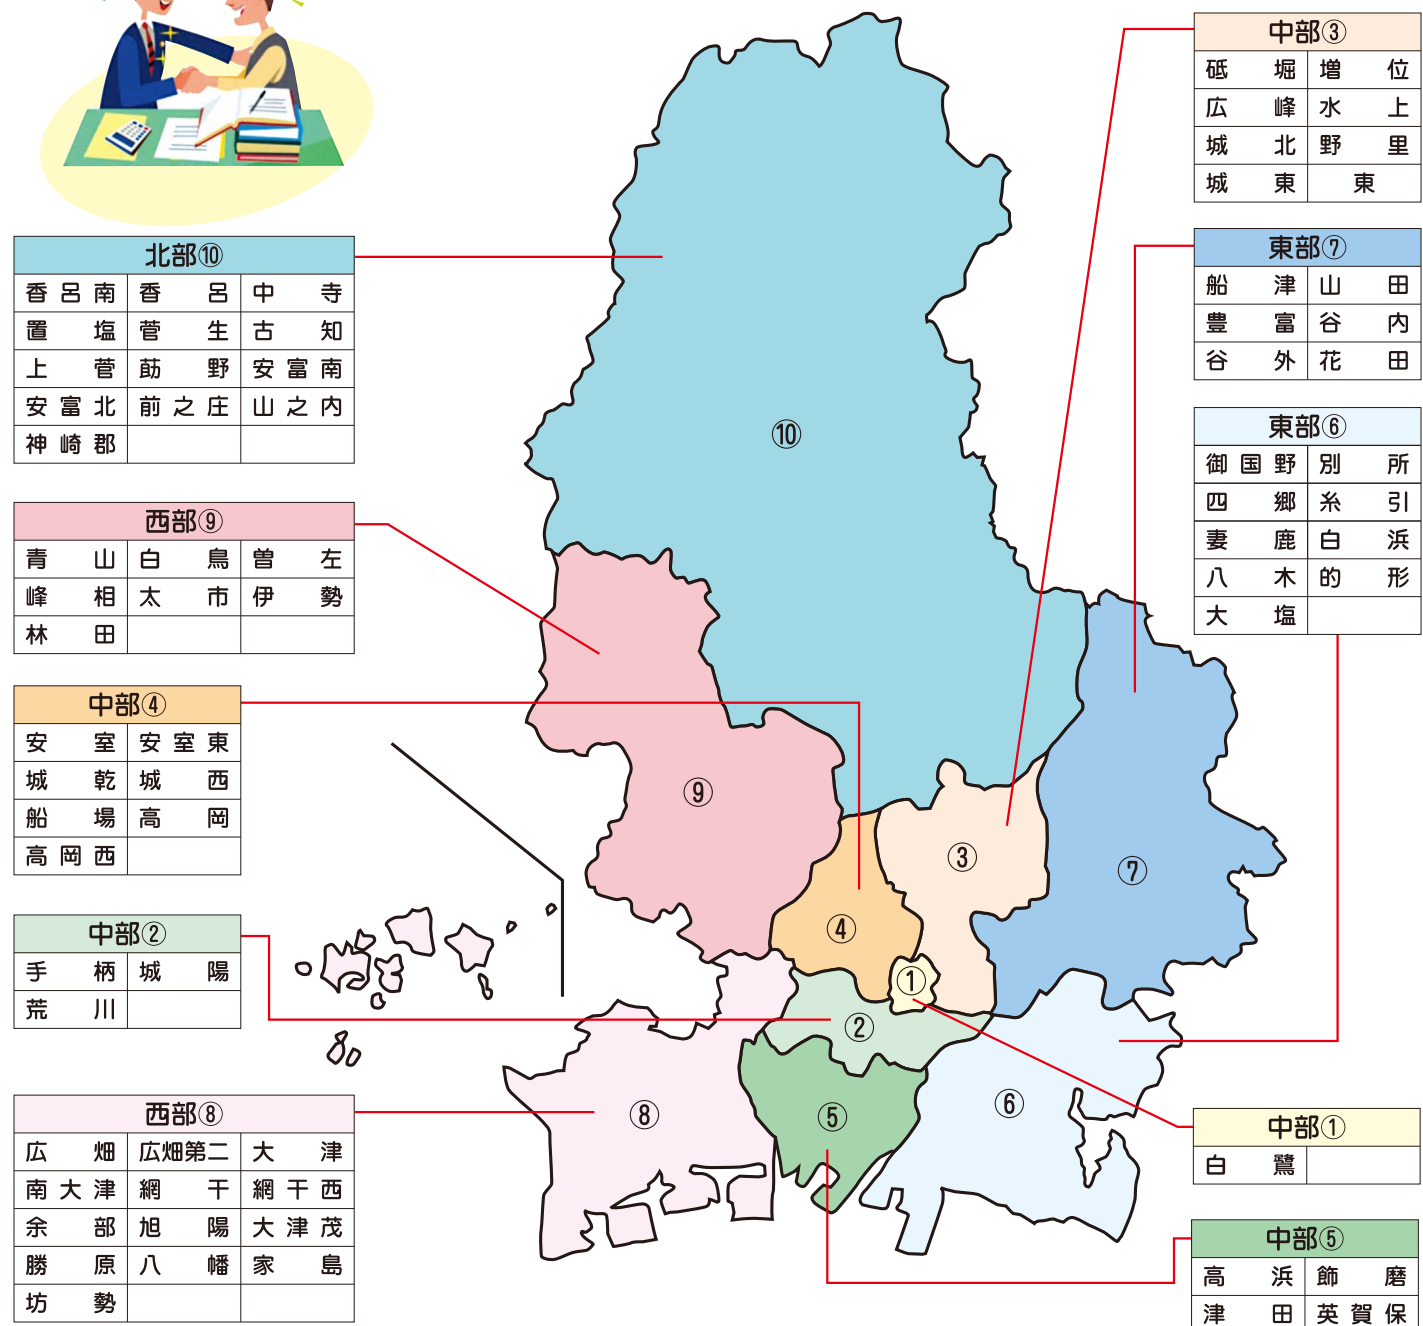 中部③
砥堀 増位
広峰 水上
城北 野里
城東 東
北部⑩
香呂南 香呂 中寺
置塩 菅生 古知
上菅 莇野 安富南
安富北 前之庄 山之内
神崎郡
東部⑦
船津 山田
豊富 谷内
谷外 花田
東部⑥
御国野 別所
四郷 糸引
妻鹿 白浜
八木 的形
大塩
西部⑨
青山 白鳥 曽左
峰相 太市 伊勢
林田
中部④
安室 安室東
城乾 城西
船場 高岡
高岡西
中部②
手柄 城陽
荒川
西部⑧
広畑 広畑第二 大津
南大津 網干 網干西
余部 旭陽 大津茂
勝原 八幡 家島
坊勢
中部①
白鷺
中部⑤
高浜 飾磨
津田 英賀保
⑩
⑨
③
⑦
④
①
②
⑥
⑧
⑤